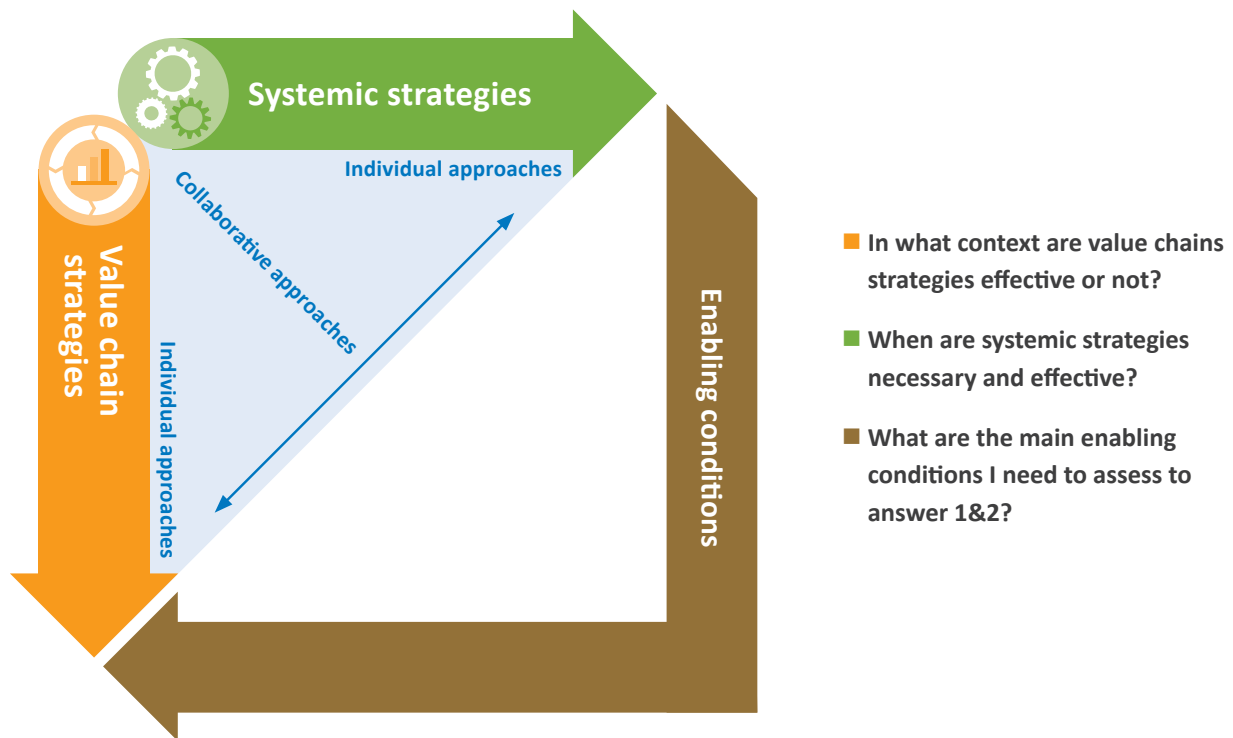 Systemic strategies
Individual approaches
Collaborative approaches
Value chain
strategies
Individual approaches
Enabling conditions
In what context are value chains
strategies effective or not?
When are systemic strategies
necessary and effective?
What are the main enabling
conditions I need to assess to
answer 1&2?